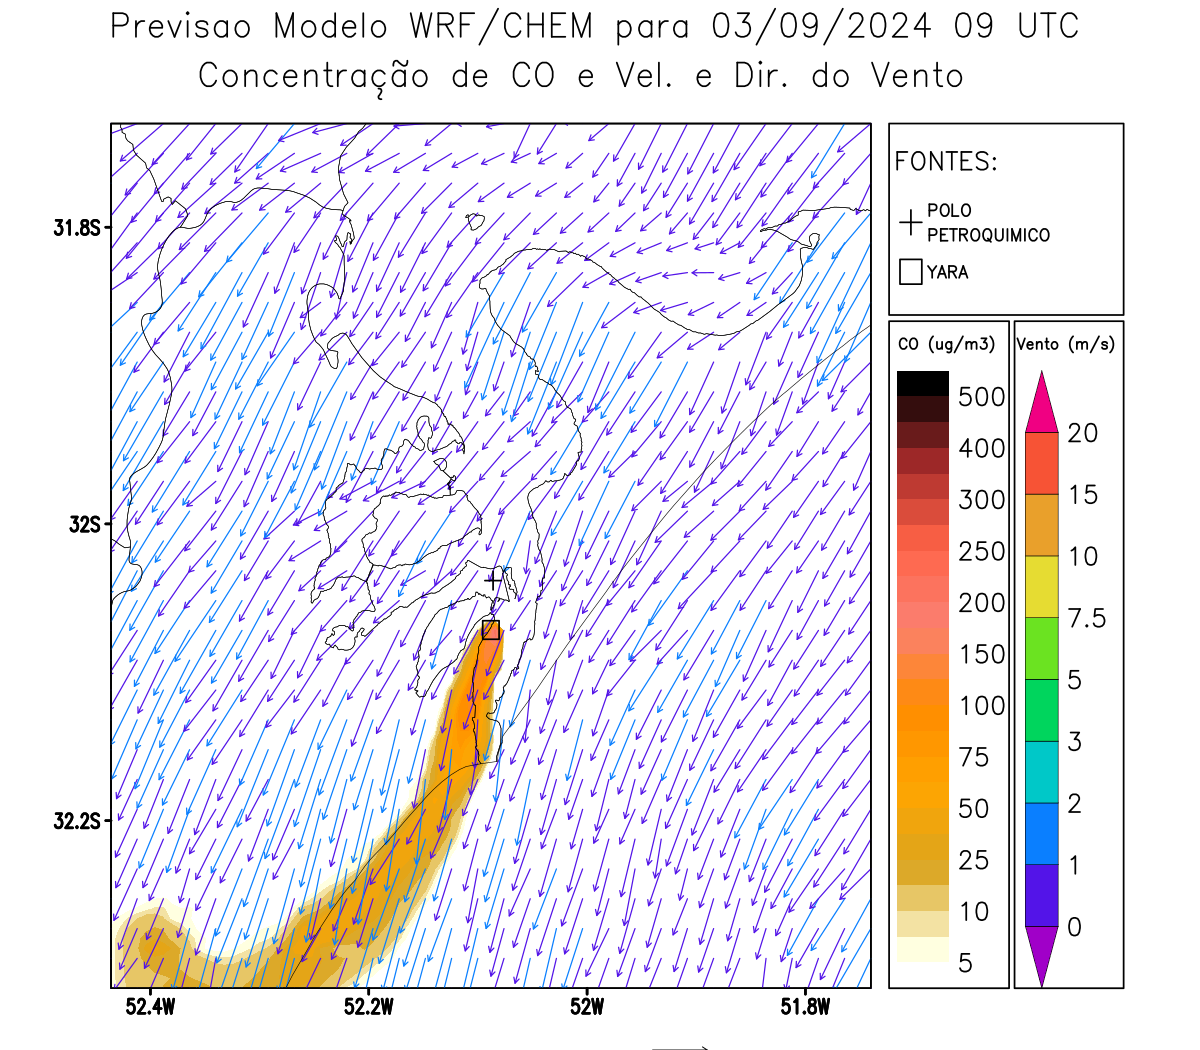 Previsao Modelo WRF/CHEM para 03/09/2024 09 UTC
Concentração de CO e Vel. e Dir. do Vento
FONTES:
POLO
PETROQUIMICO
YARA
CO (ug/m3)
500
400
300
250
200
150
100
75
50
25
10
5
Vento (m/s)
20
15
10
7.5
5
3
2
1
0
31.8S
32S
32.2S
52.4W
52.2W
52W
51.8W